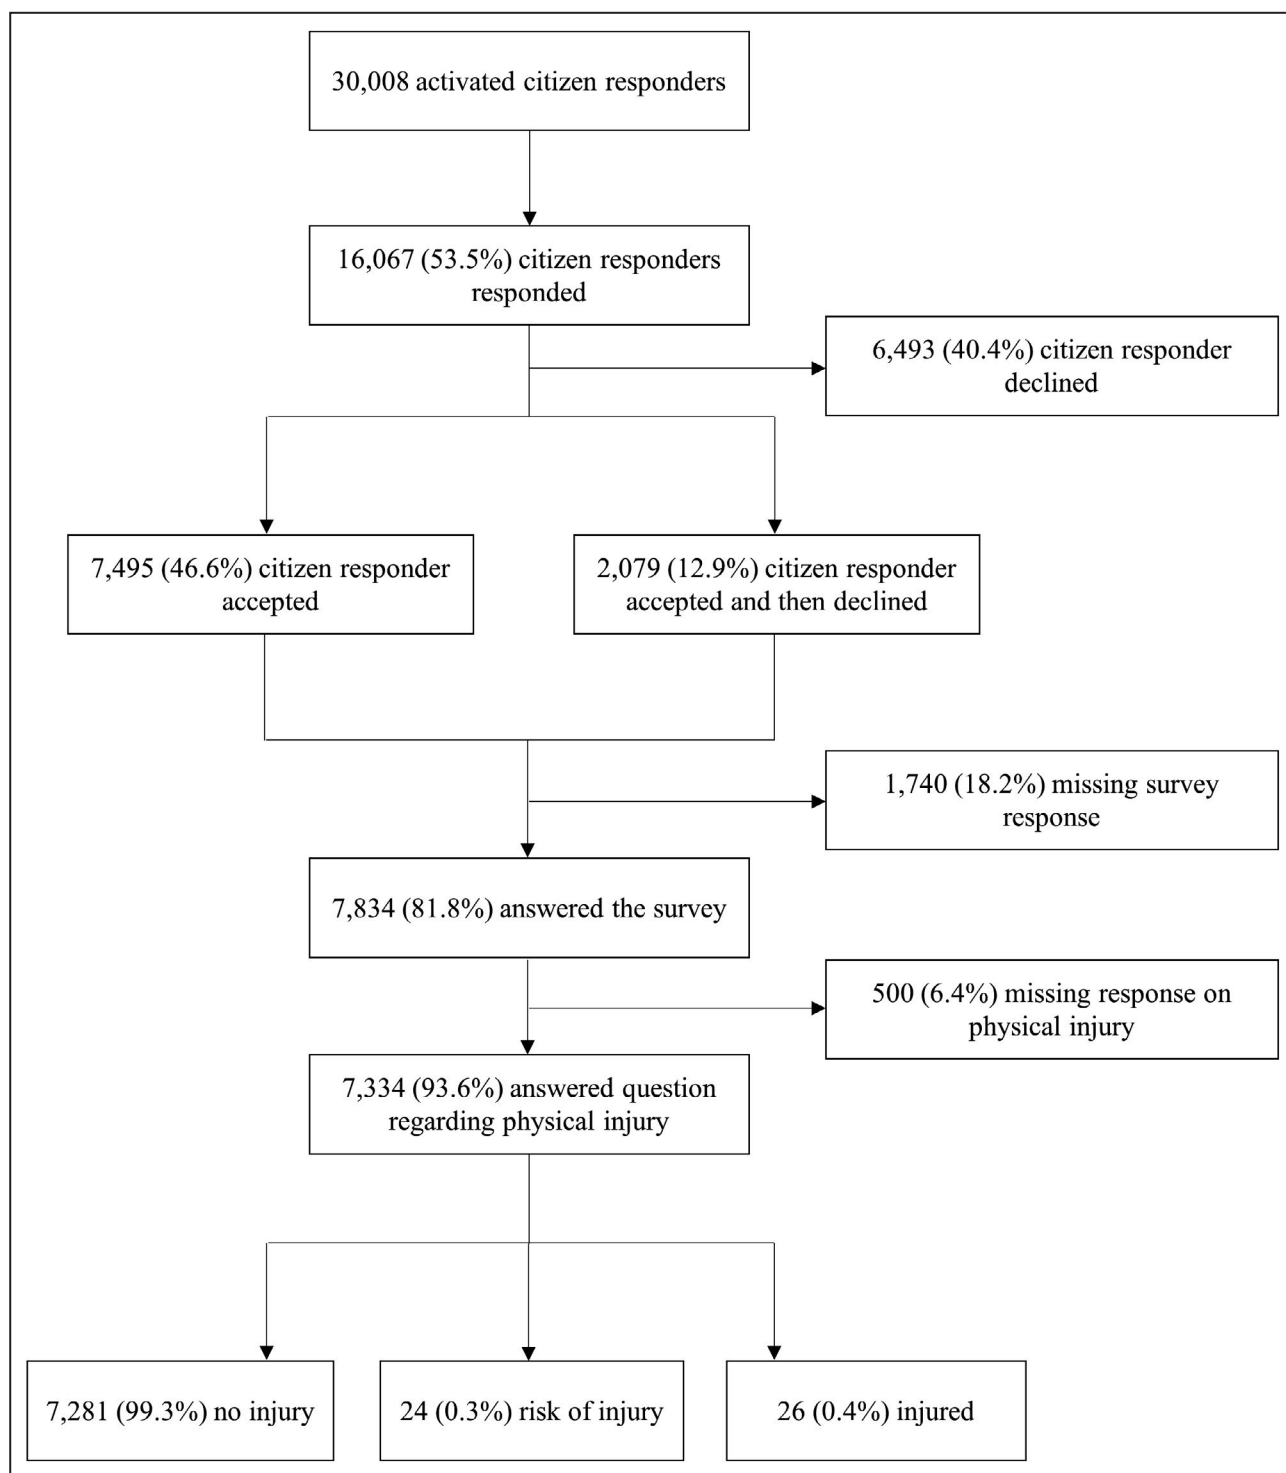 30,008 activated citizen responders
16,067 (53.5%) citizen responders
responded
6,493 (40.4%) citizen responder
declined
7,495 (46.6%) citizen responder
accepted
2,079 (12.9%) citizen responder
accepted and then declined
1,740 (18.2%) missing survey
response
7,834 (81.8%) answered the survey
500 (6.4%) missing response on
physical injury
7,334 (93.6%) answered question
regarding physical injury
7,281 (99.3%) no injury
24 (0.3%) risk of injury
26 (0.4%) injured